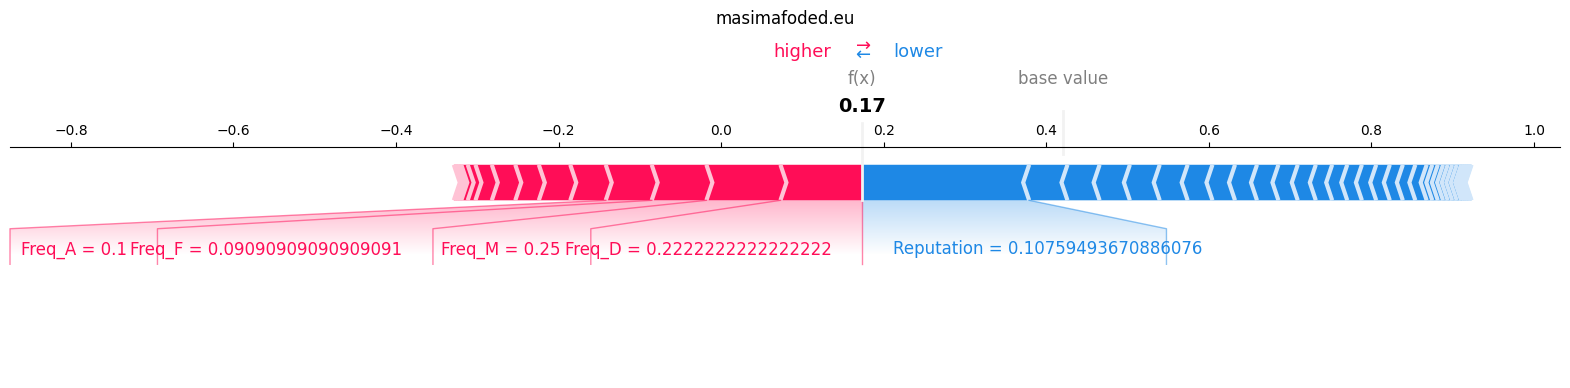 masimafoded.eu
higher ⇄ lower
f(x) base value
0.17
−0.8 −0.6 −0.4 −0.2 0.0 0.2 0.4 0.6 0.8 1.0
Freq_A = 0.1 Freq_F = 0.09090909090909091 Freq_M = 0.25 Freq_D = 0.2222222222222222 Reputation = 0.10759493670886076